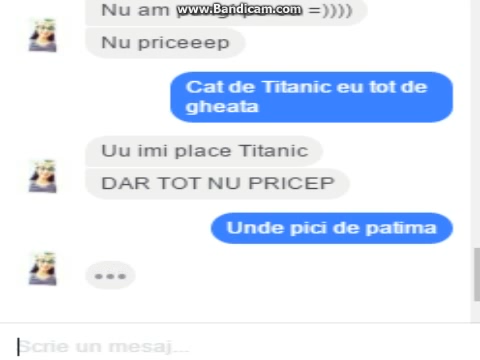 Nu am =))))
www.Bandicam.com
Nu priceeep
Cat de Titanic eu tot de
gheata
Uu imi place Titanic
DAR TOT NU PRICEP
Unde pici de patima
Scrie un mesaj...